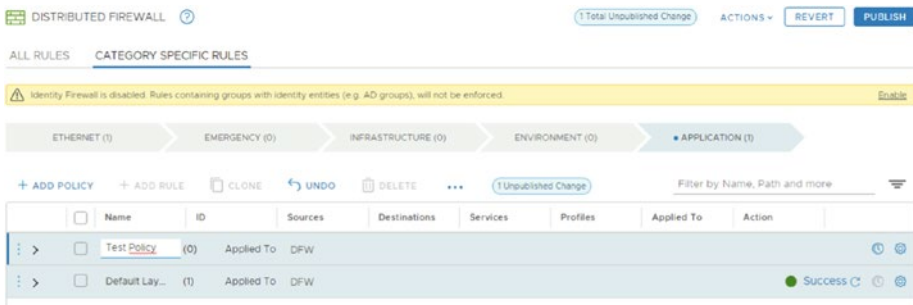 DISTRIBUTED FIREWALL ? 1 Total Unpublished Change ACTIONS REVERT PUBLISH
ALL RULES CATEGORY SPECIFIC RULES
Identity Firewall is disabled. Rules containing groups with identity entities (e.g. AD groups), will not be enforced. Enable
ETHERNET (1) EMERGENCY (0) INFRASTRUCTURE (0) ENVIRONMENT (0) APPLICATION (1)
+ ADD POLICY + ADD RULE CLONE UNDO DELETE ... 1 Unpublished Change Filter by Name, Path and more
Name ID Sources Destinations Services Profiles Applied To Action
Test Policy (0) Applied To DFW
Default Lay... (1) Applied To DFW Success